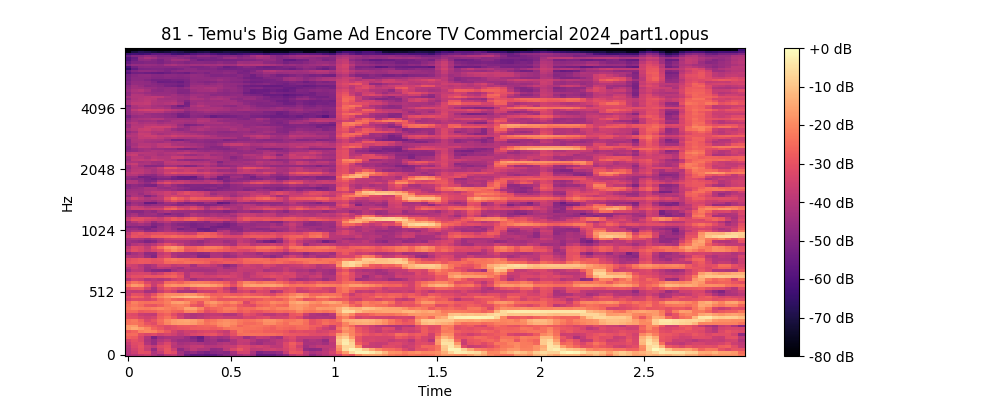 81 - Temu's Big Game Ad Encore TV Commercial 2024_part1.opus
Hz
4096
2048
1024
512
0
0
0.5
1
1.5
2
2.5
Time
+0 dB
-10 dB
-20 dB
-30 dB
-40 dB
-50 dB
-60 dB
-70 dB
-80 dB